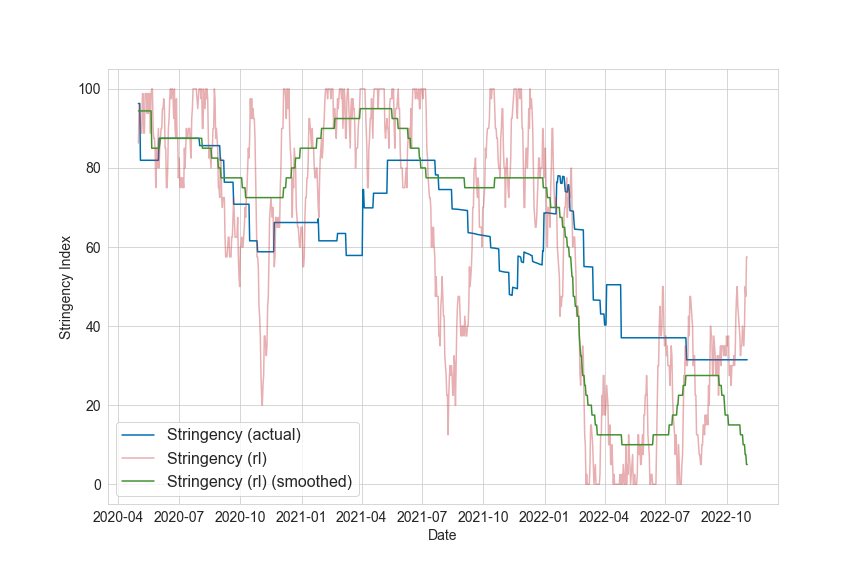 Stringency Index
100
80
60
40
20
0
Stringency (actual)
Stringency (rl)
Stringency (rl) (smoothed)
2020-04 2020-07 2020-10 2021-01 2021-04 2021-07 2021-10 2022-01 2022-04 2022-07 2022-10
Date